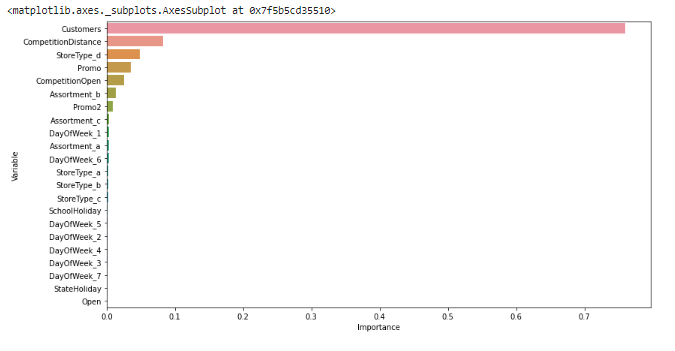 <matplotlib.axes._subplots.AxesSubplot at 0x7f5b5cd35510>
Customers
CompetitionDistance
StoreType_d
Promo
CompetitionOpen
Assortment_b
Promo2
Assortment_c
DayOfWeek_1
Assortment_a
DayOfWeek_6
StoreType_a
StoreType_b
StoreType_c
SchoolHoliday
DayOfWeek_5
DayOfWeek_2
DayOfWeek_4
DayOfWeek_3
DayOfWeek_7
StateHoliday
Open
Variable
0.0 0.1 0.2 0.3 0.4 0.5 0.6 0.7
Importance